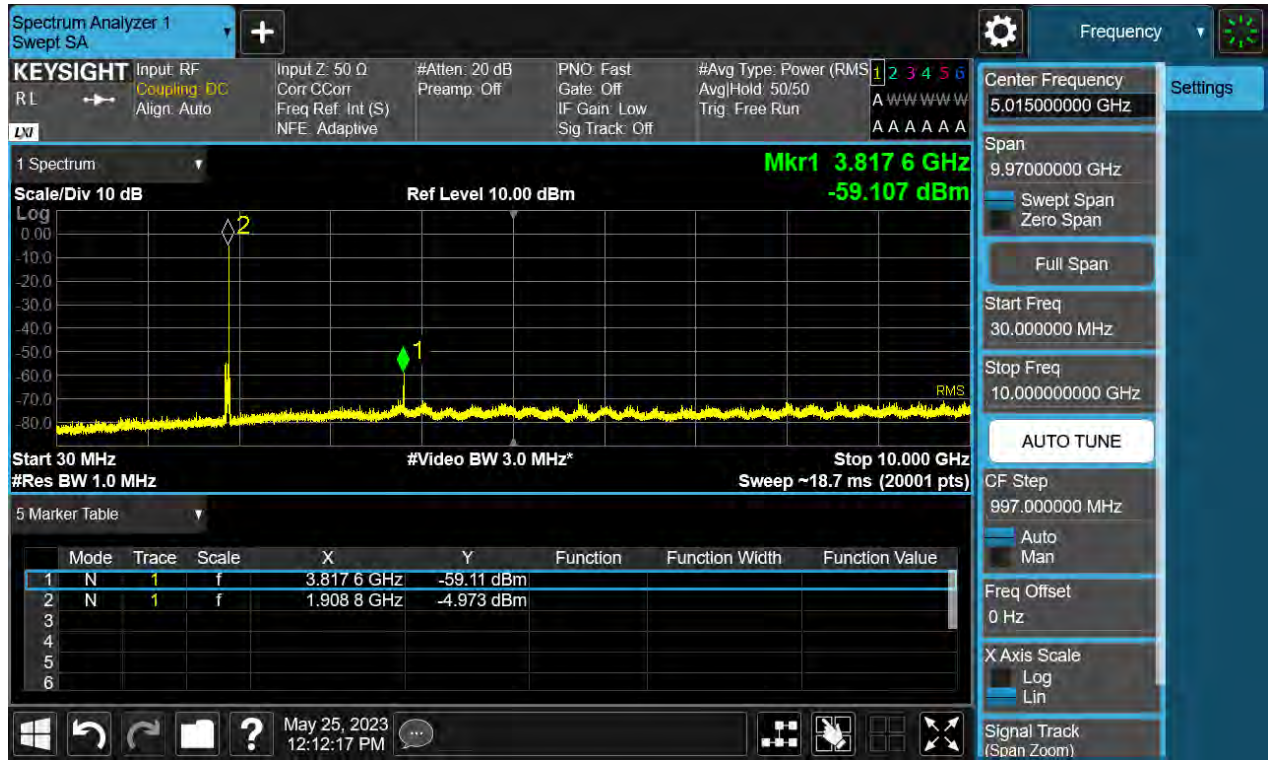 Spectrum Analyzer 1
Swept SA
+
Frequency
KEYSIGHT
RL
LXI
Input: RF
Coupling: DC
Align: Auto
Input Z: 50 Ω
Corr CCorr
Freq Ref: Int (S)
NFE: Adaptive
#Atten: 20 dB
Preamp: Off
PNO: Fast
Gate: Off
IF Gain: Low
Sig Track: Off
#Avg Type: Power (RMS
Avg|Hold: 50/50
Trig: Free Run
1 2 3 4 5 6
A W W W W W
A A A A A A
1 Spectrum
Mkr1 3.817 6 GHz
-59.107 dBm
Scale/Div 10 dB
Ref Level 10.00 dBm
Log
0.00
-10.0
-20.0
-30.0
-40.0
-50.0
-60.0
-70.0
-80.0
2
1
RMS
Start 30 MHz
#Video BW 3.0 MHz*
Stop 10.000 GHz
#Res BW 1.0 MHz
Sweep ~18.7 ms (20001 pts)
5 Marker Table
Mode Trace Scale X Y Function Function Width Function Value
1 N 1 f 3.817 6 GHz -59.11 dBm
2 N 1 f 1.908 8 GHz -4.973 dBm
3
4
5
6
?
May 25, 2023
12:12:17 PM
Center Frequency
5.015000000 GHz
Settings
Span
9.97000000 GHz
Swept Span
Zero Span
Full Span
Start Freq
30.000000 MHz
Stop Freq
10.000000000 GHz
AUTO TUNE
CF Step
997.000000 MHz
Auto
Man
Freq Offset
0 Hz
X Axis Scale
Log
Lin
Signal Track
(Span Zoom)